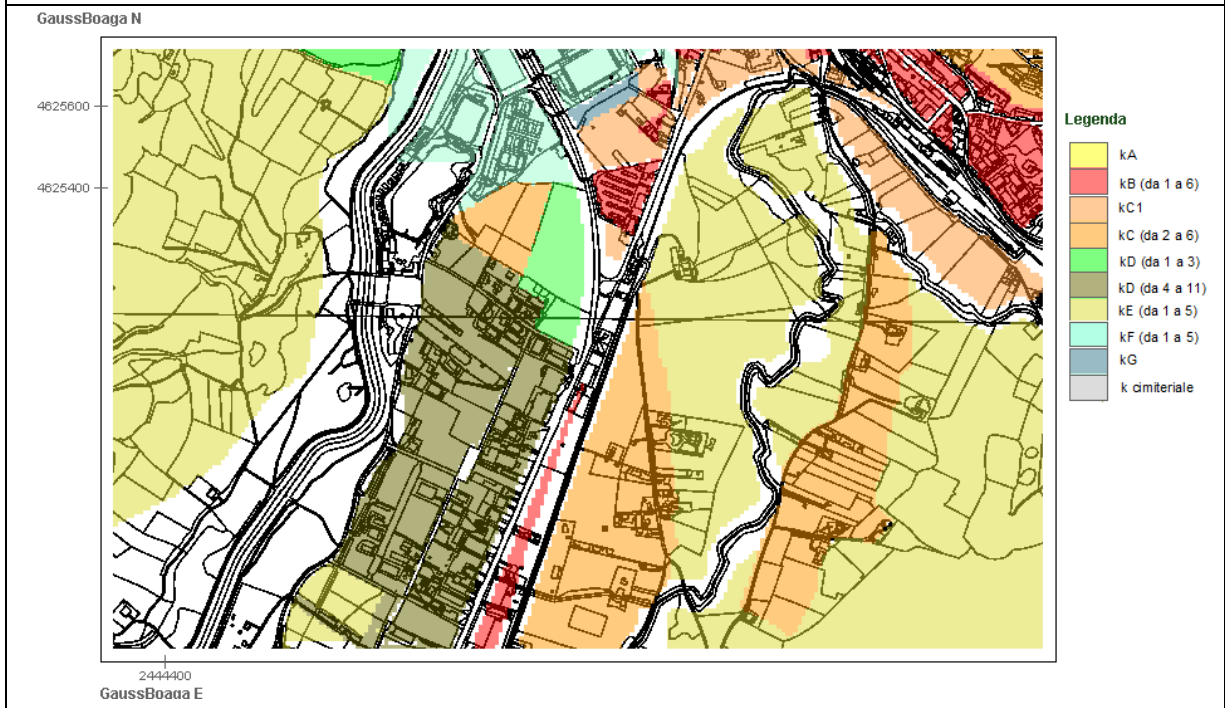 GaussBoaga N
4625600
4625400
2444400
GaussBoaga E
Legenda
kA
kB (da 1 a 6)
kC1
kC (da 2 a 6)
kD (da 1 a 3)
kD (da 4 a 11)
kE (da 1 a 5)
kF (da 1 a 5)
kG
k cimiteriale